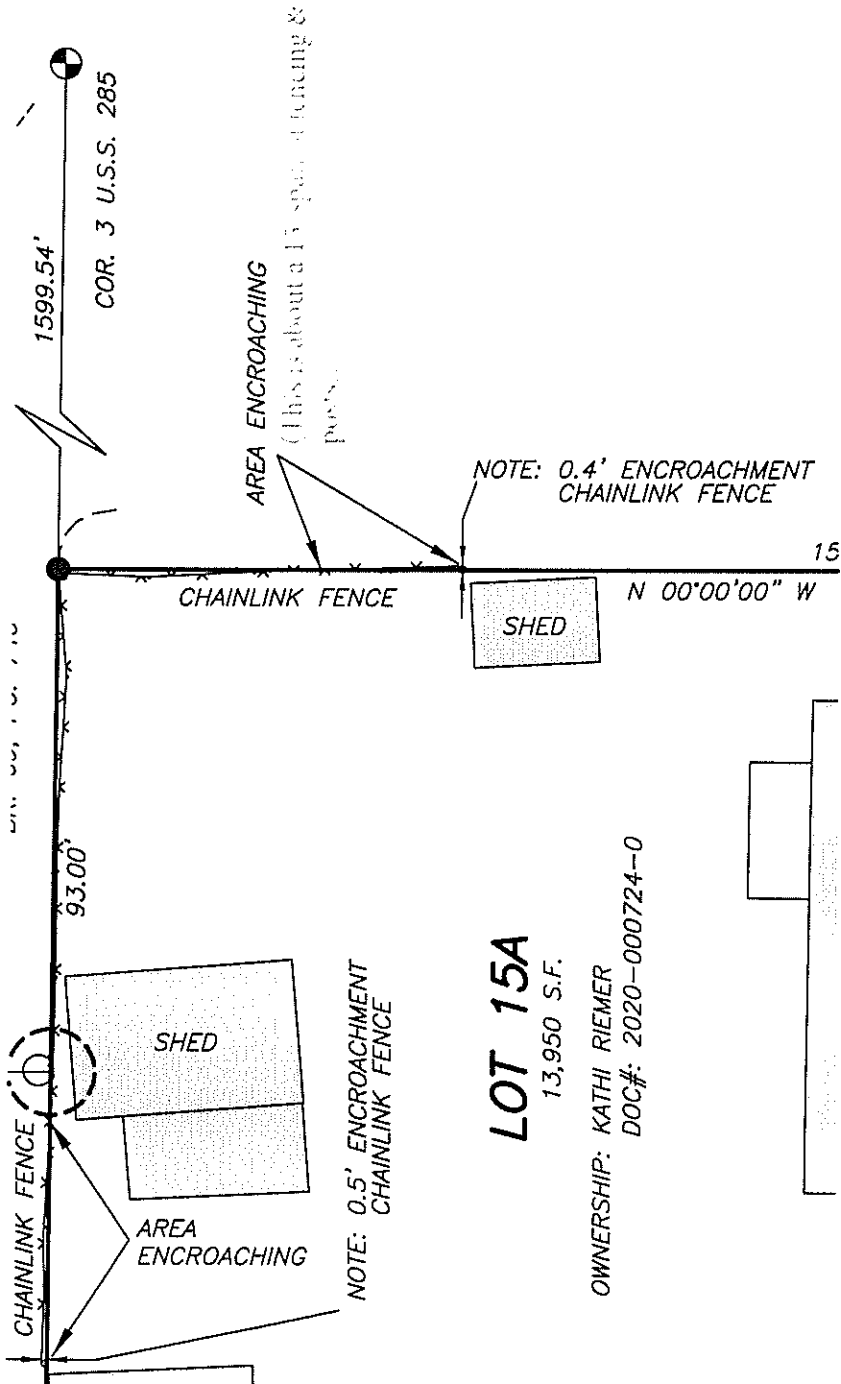 1599.54'
COR. 3 U.S.S. 285
AREA ENCROACHING
(This is about a 15' fencing &
posts.
NOTE: 0.4' ENCROACHMENT
CHAINLINK FENCE
CHAINLINK FENCE
SHED
15
N 00°00'00" W
93.00'
SHED
CHAINLINK FENCE
AREA
ENCROACHING
NOTE: 0.5' ENCROACHMENT
CHAINLINK FENCE
LOT 15A
13,950 S.F.
OWNERSHIP: KATHI RIEMER
DOC#: 2020-000724-0